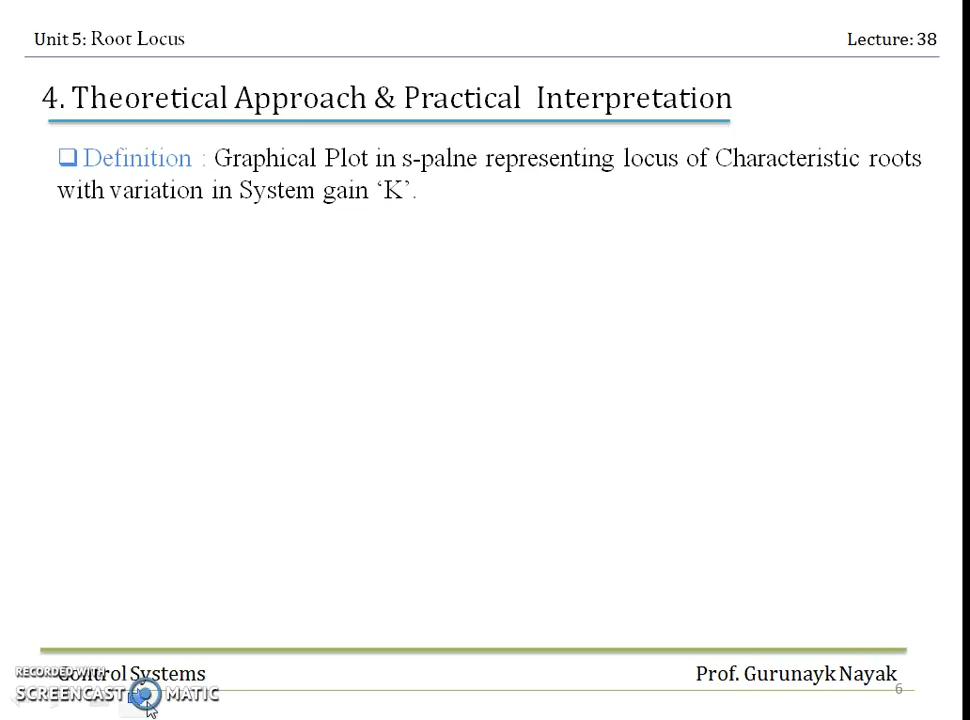 Unit 5: Root Locus
Lecture: 38
4. Theoretical Approach & Practical Interpretation
Definition : Graphical Plot in s-palne representing locus of Characteristic roots
with variation in System gain ‘K’.
RECORDED WITH
Control Systems
Prof. Gurunayk Nayak
SCREENCAST MATIC
6